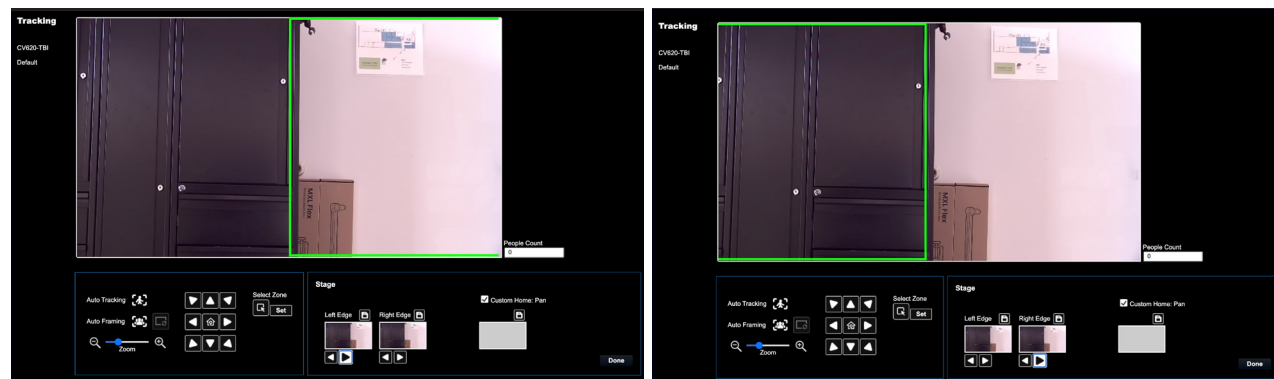 Tracking
CV620-TBI
Default
MXL Flex
People Count
0
Auto Tracking
Auto Framing
Zoom
Select Zone
Set
Stage
Left Edge
Right Edge
Custom Home: Pan
Done
Tracking
CV620-TBI
Default
MXL Flex
People Count
0
Auto Tracking
Auto Framing
Zoom
Select Zone
Set
Stage
Left Edge
Right Edge
Custom Home: Pan
Done